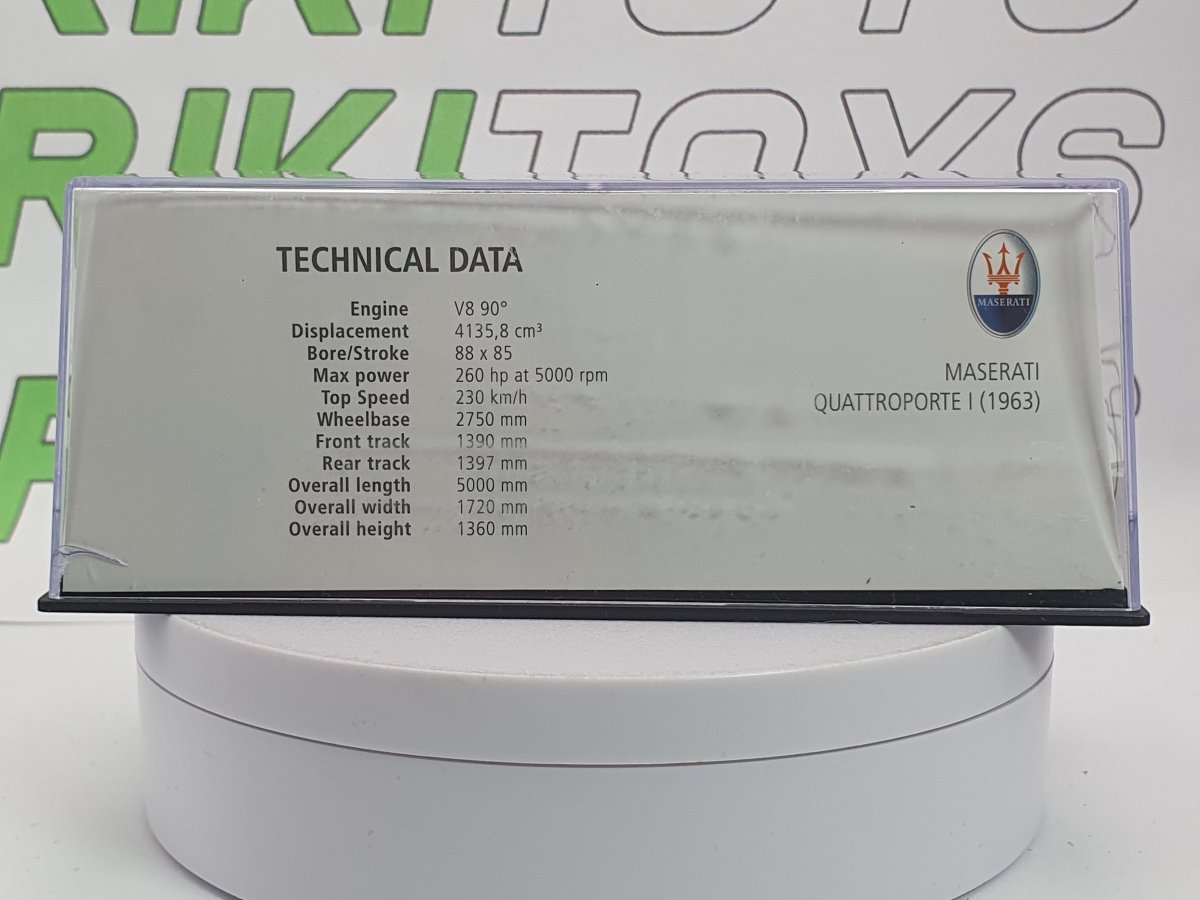 RIKITOYS
TECHNICAL DATA
Engine V8 90°
Displacement 4135,8 cm³
Bore/Stroke 88 x 85
Max power 260 hp at 5000 rpm
Top Speed 230 km/h
Wheelbase 2750 mm
Front track 1390 mm
Rear track 1397 mm
Overall length 5000 mm
Overall width 1720 mm
Overall height 1360 mm
MASERATI
MASERATI
QUATTROPORTE I (1963)